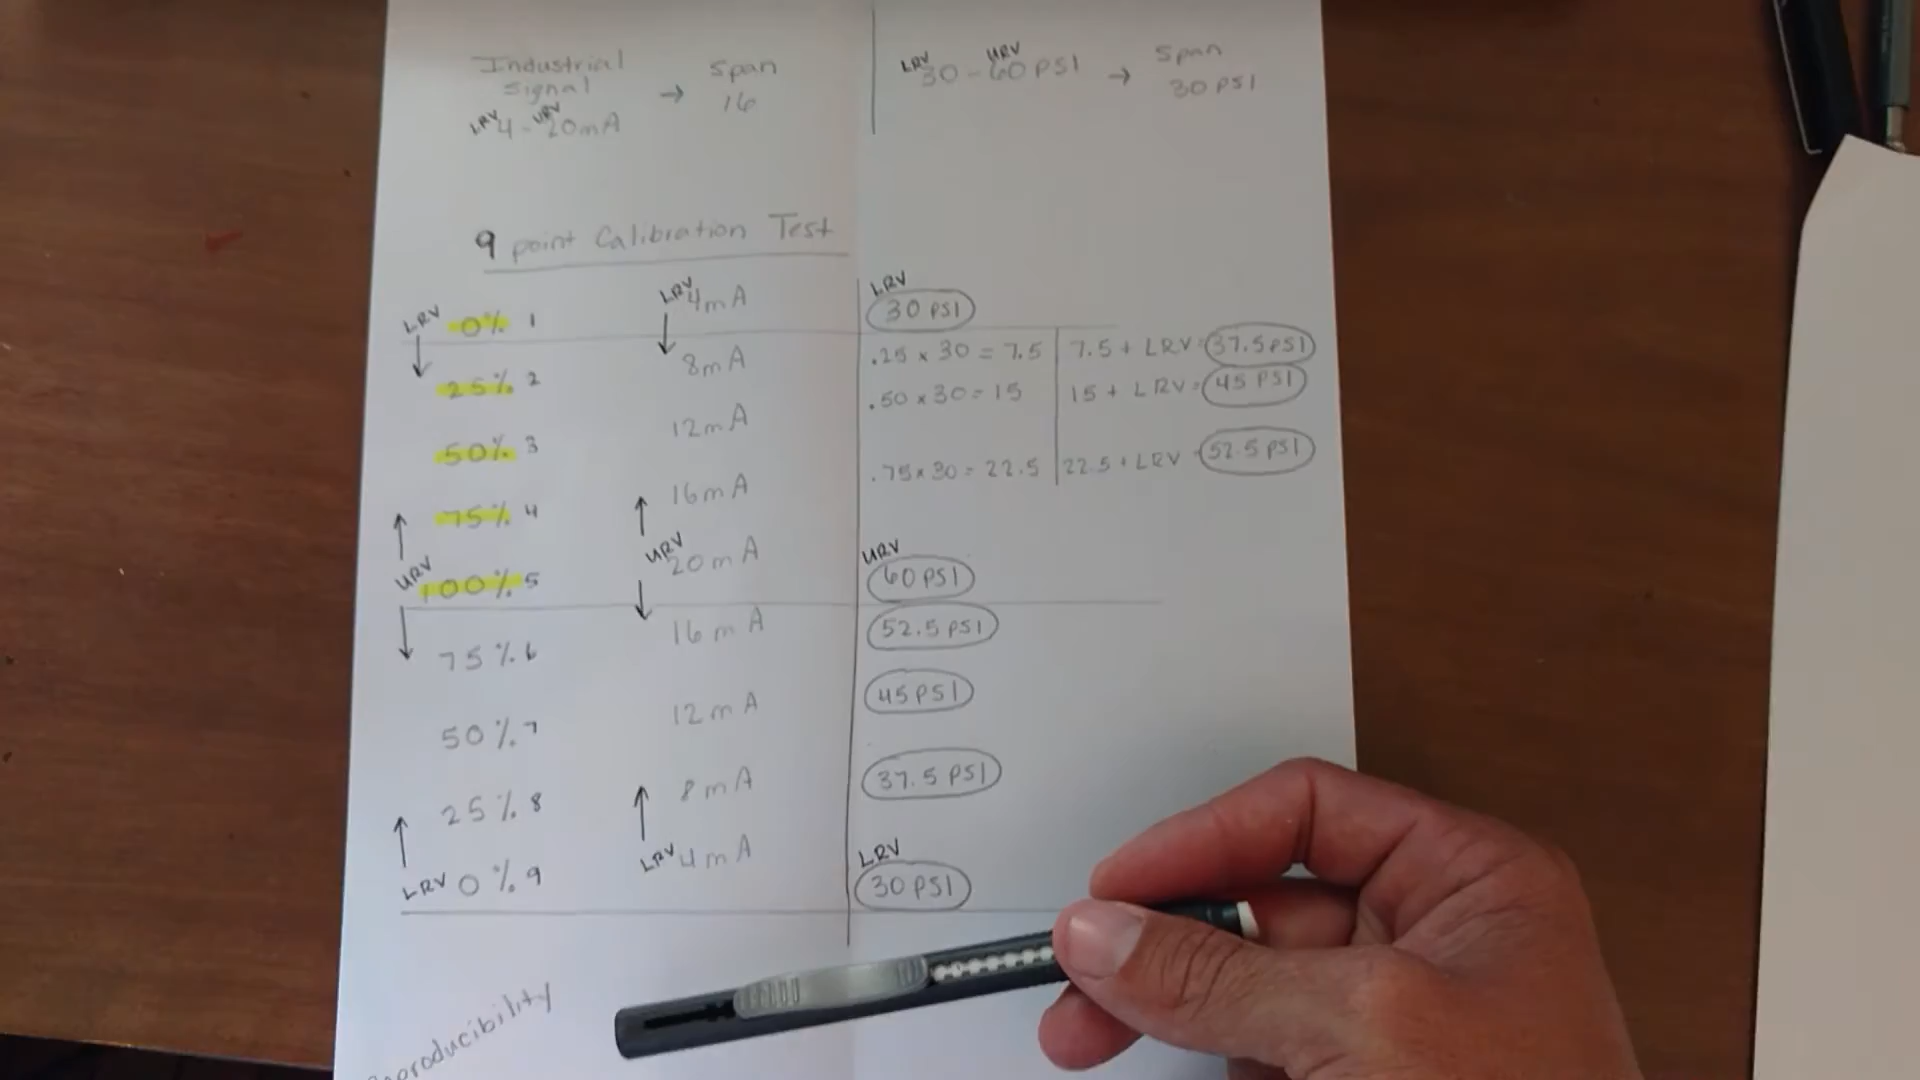 Industrial
signal
LRV 4 - URV 20mA
→ Span
16
LRV 30 - URV 60 PSI → Span
30 PSI
9 point Calibration Test
LRV 0% 1 LRV 4mA LRV 30 PSI
25% 2 8mA .25 x 30 = 7.5 7.5 + LRV = 37.5 PSI
50% 3 12mA .50 x 30 = 15 15 + LRV = 45 PSI
75% 4 16mA .75 x 30 = 22.5 22.5 + LRV = 52.5 PSI
URV 100% 5 URV 20mA URV 60 PSI
75% 6 16mA 52.5 PSI
50% 7 12mA 45 PSI
25% 8 8mA 37.5 PSI
LRV 0% 9 LRV 4mA LRV 30 PSI